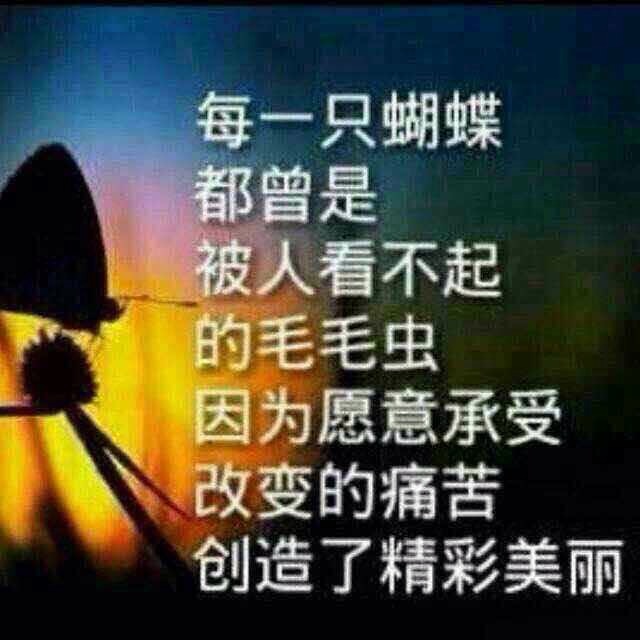 每一只蝴蝶
都曾是
被人看不起
的毛毛虫
因为愿意承受
改变的痛苦
创造了精彩美丽